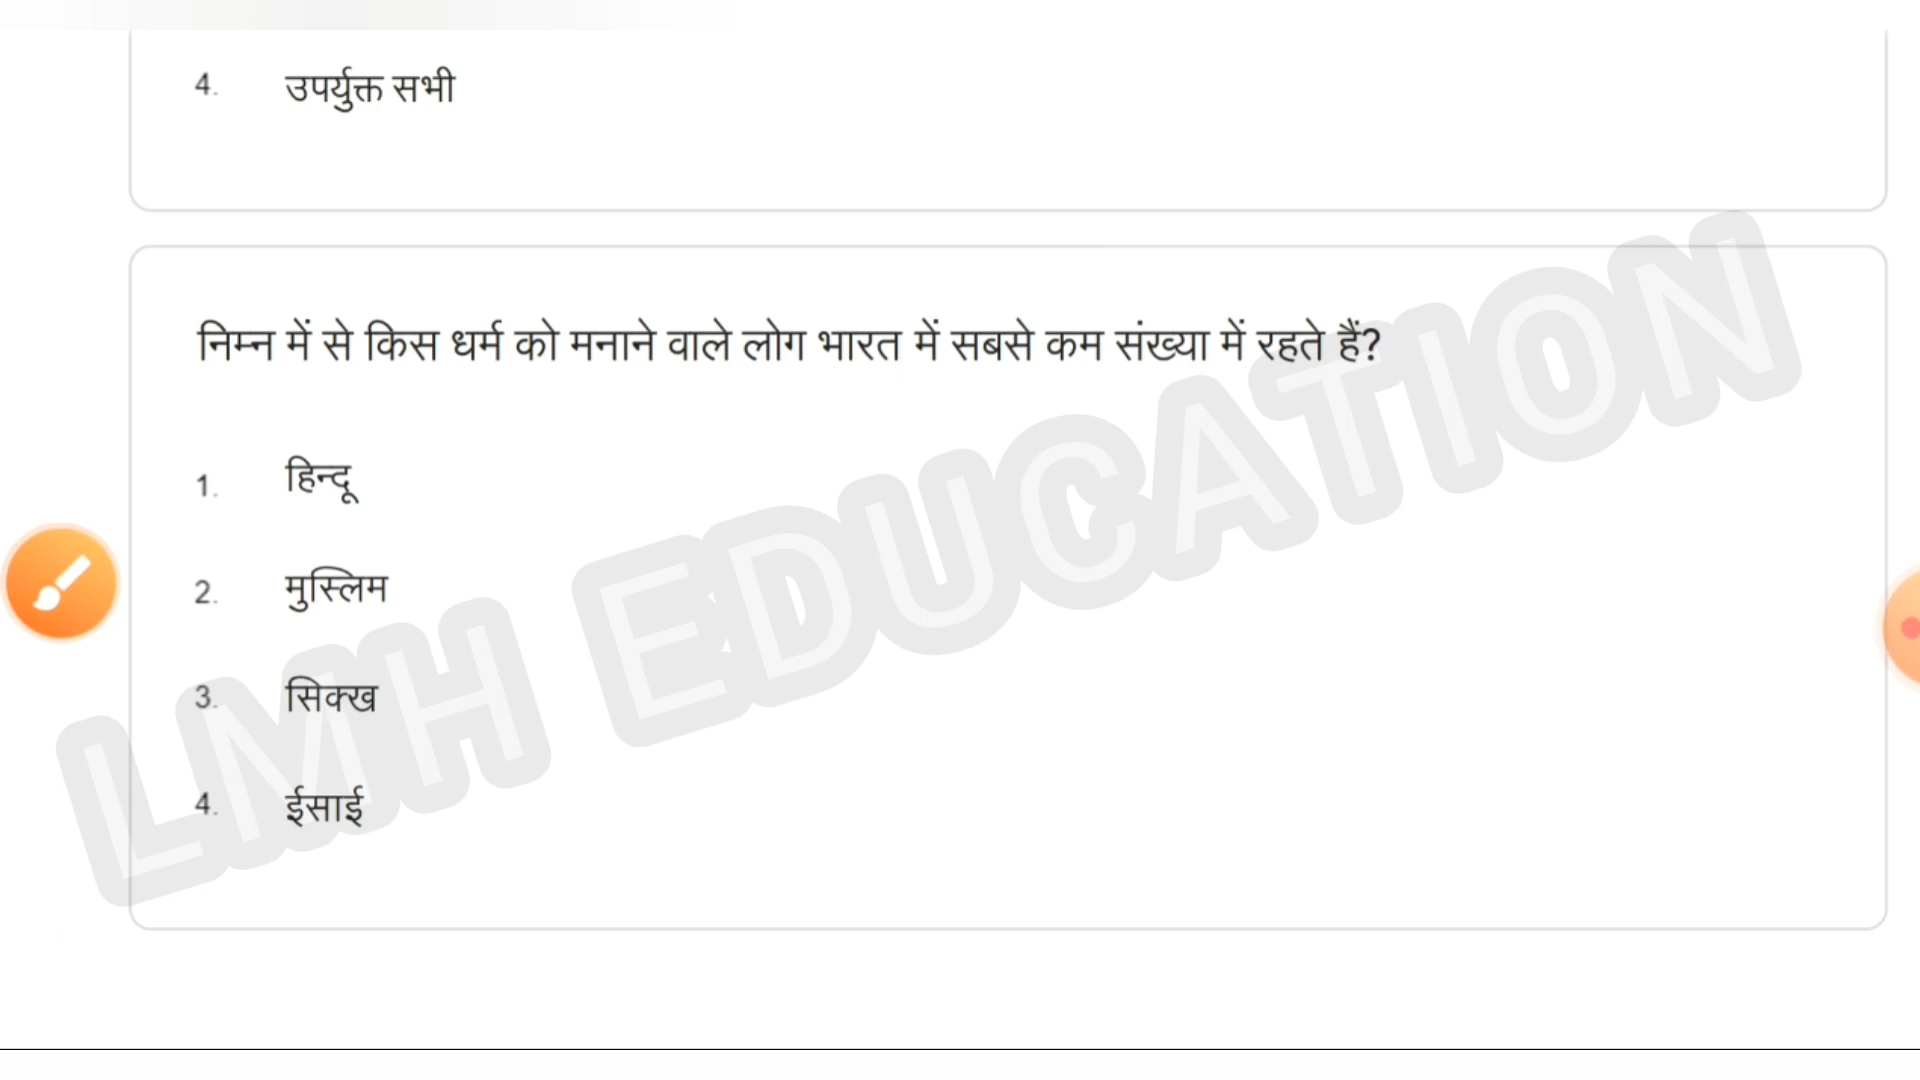 4. उपर्युक्त सभी
निम्न में से किस धर्म को मनाने वाले लोग भारत में सबसे कम संख्या में रहते हैं?
1. हिन्दू
2. मुस्लिम
3. सिक्ख
4. ईसाई
LMH EDUCATION